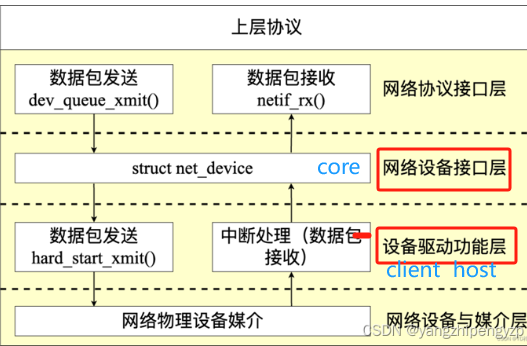 上层协议
数据包发送
dev_queue_xmit()
数据包接收
netif_rx()
网络协议接口层
struct net_device
core
网络设备接口层
数据包发送
hard_start_xmit()
中断处理（数据包
接收）
设备驱动功能层
client host
网络物理设备媒介
网络设备与媒介层
CSDN @yangzhipengyzp